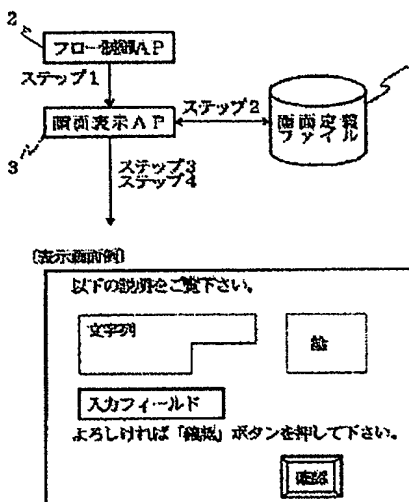 2
フロー制御AP
ステップ1
画面表示AP
ステップ2
画面定義
ファイル
3
ステップ3
ステップ4
〔表示画面例〕
以下の説明をご覧下さい。
文字列
絵
入力フィールド
よろしければ「確認」ボタンを押して下さい。
確認